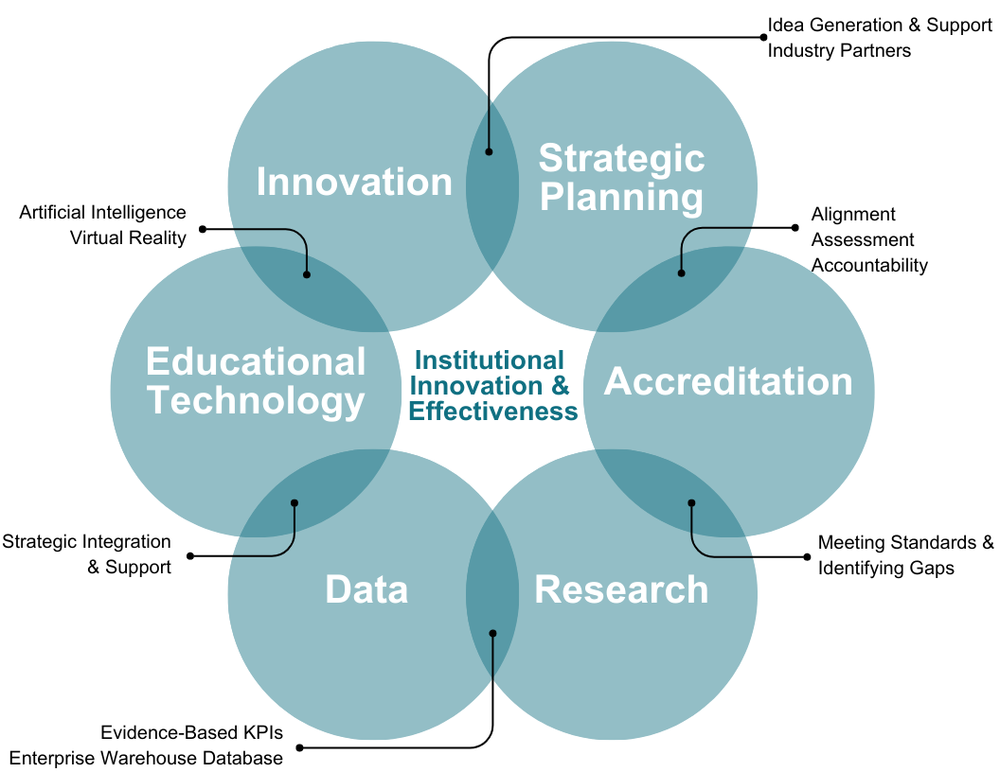 Idea Generation & Support
Industry Partners
Innovation
Strategic
Planning
Artificial Intelligence
Virtual Reality
Alignment
Assessment
Accountability
Educational
Technology
Institutional
Innovation &
Effectiveness
Accreditation
Strategic Integration
& Support
Data
Research
Meeting Standards &
Identifying Gaps
Evidence-Based KPIs
Enterprise Warehouse Database